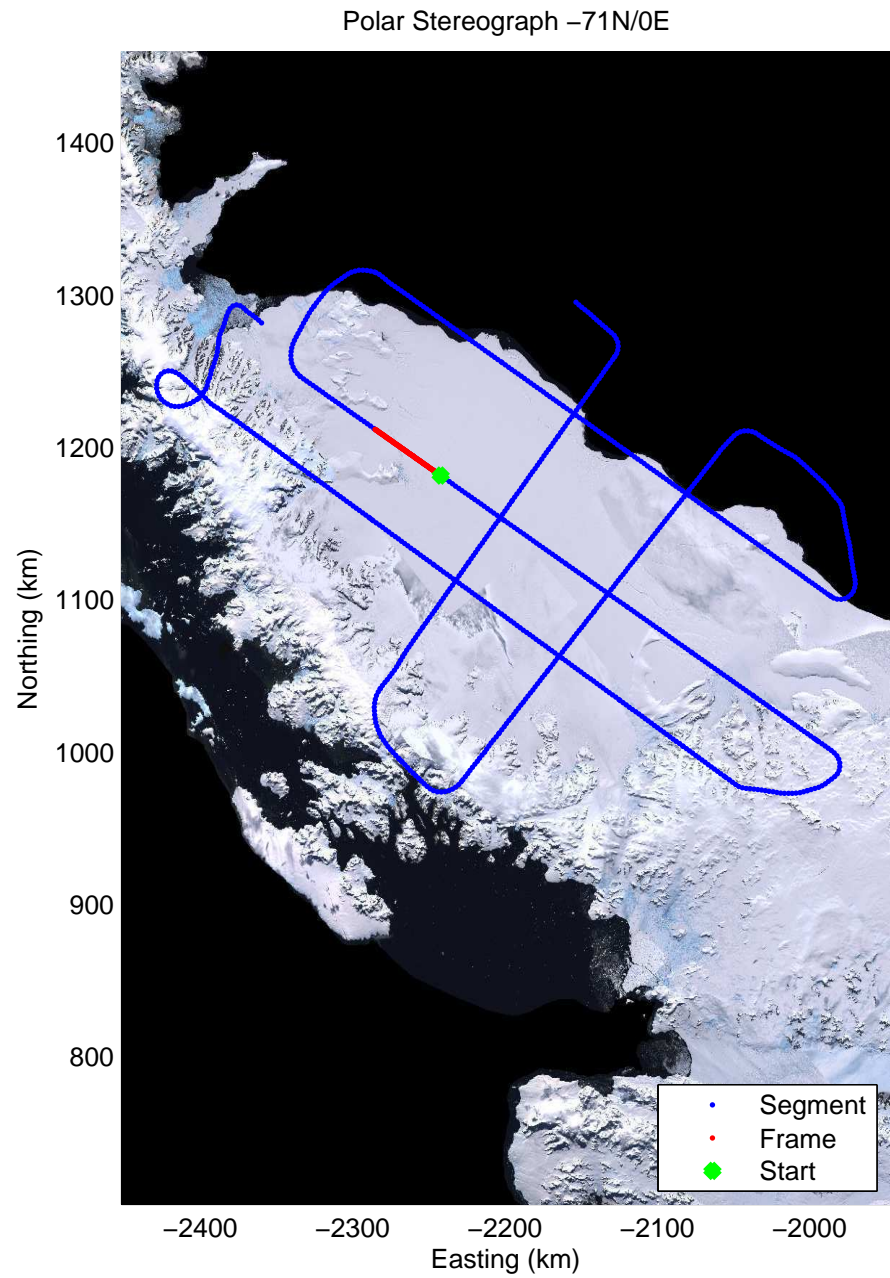 Polar Stereograph −71N/0E
1400
1300
1200
1100
1000
900
800
Northing (km)
−2400
−2300
−2200
−2100
−2000
Easting (km)
Segment
Frame
Start